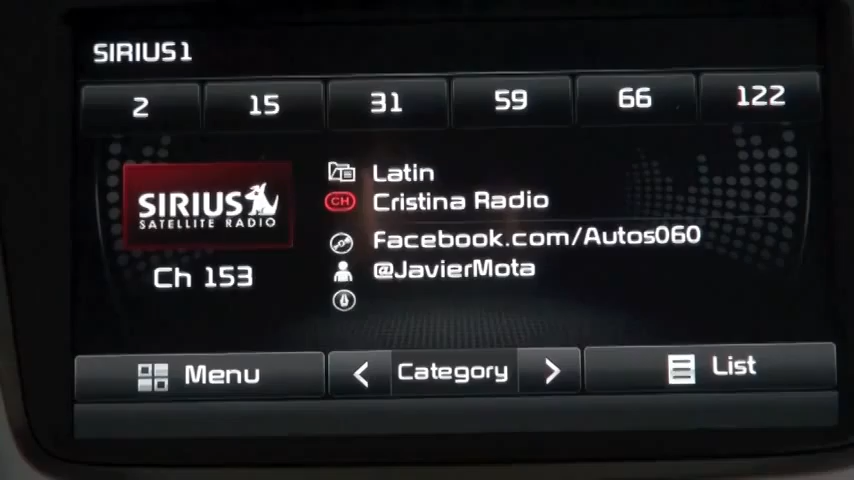 SIRIUS1
2 15 31 59 66 122
Latin
CH Cristina Radio
SIRIUS
SATELLITE RADIO
Facebook.com/Autos060
@JavierMota
Ch 153
Menu < Category > List